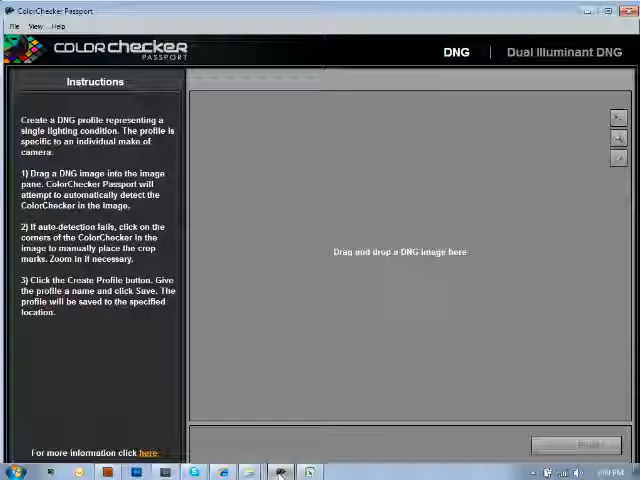 ColorChecker Passport
File View Help
COLORCHECKER
PASSPORT
DNG | Dual Illuminant DNG
Instructions
Create a DNG profile representing a
single lighting condition. The profile is
specific to an individual make of
camera.
1) Drag a DNG image into the image
pane. ColorChecker Passport will
attempt to automatically detect the
ColorChecker in the image.
2) If auto-detection fails, click on the
corners of the ColorChecker in the
image to manually place the crop
marks. Zoom in if necessary.
3) Click the Create Profile button. Give
the profile a name and click Save. The
profile will be saved to the specified
location.
Drag and drop a DNG image here
For more information click here